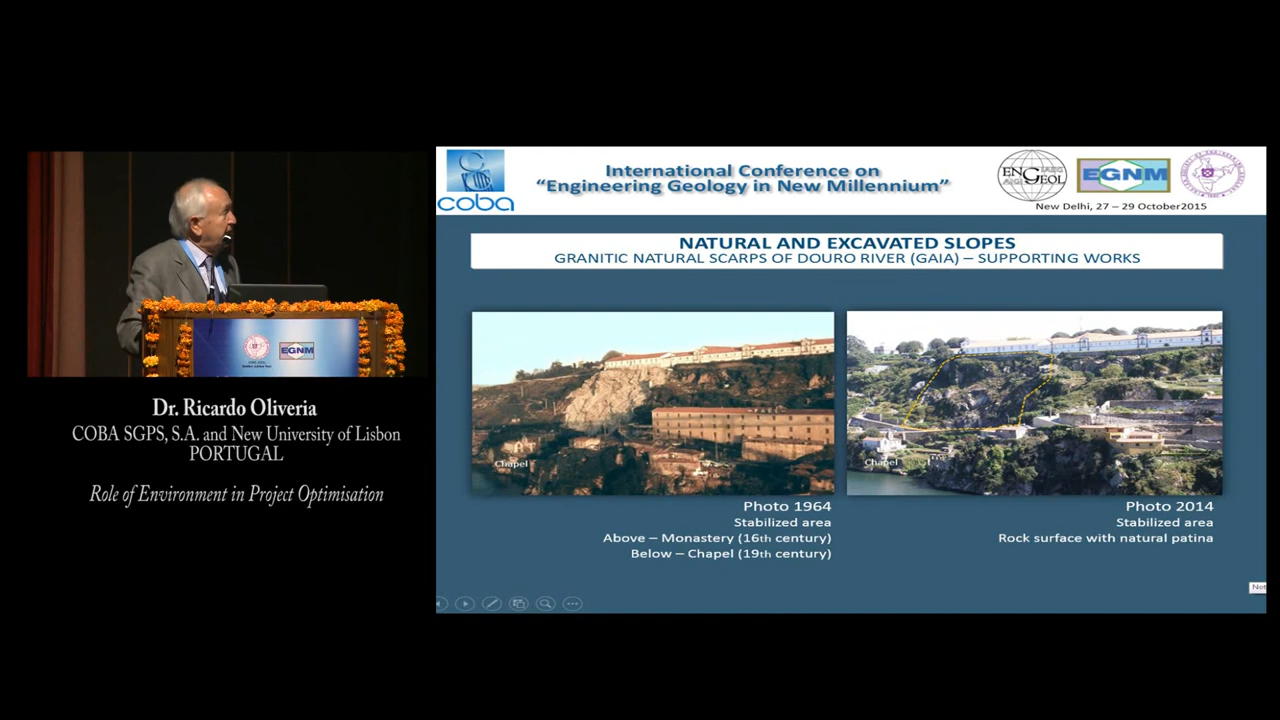 coba
International Conference on
“Engineering Geology in New Millennium”
ENGEOL
EGNM
New Delhi, 27 – 29 October2015
NATURAL AND EXCAVATED SLOPES
GRANITIC NATURAL SCARPS OF DOURO RIVER (GAIA) – SUPPORTING WORKS
Chapel
Chapel
Photo 1964
Stabilized area
Above – Monastery (16th century)
Below – Chapel (19th century)
Photo 2014
Stabilized area
Rock surface with natural patina
EGNM
Dr. Ricardo Oliveria
COBA SGPS, S.A. and New University of Lisbon
PORTUGAL
Role of Environment in Project Optimisation